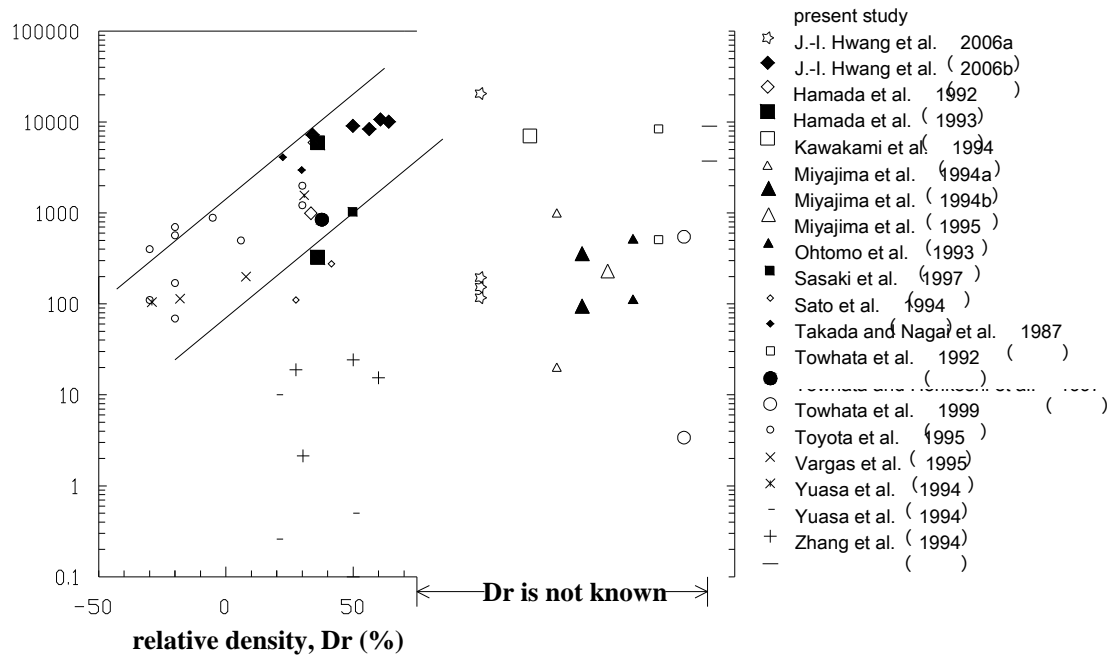 present study
100000
10000
1000
100
10
1
0.1
-50
0
50
Dr is not known
relative density, Dr (%)
J.-I. Hwang et al. 2006a
J.-I. Hwang et al. ( 2006b)
Hamada et al. ( 1992 )
Hamada et al. ( 1993 )
Kawakami et al. ( 1994 )
Miyajima et al. ( 1994a )
Miyajima et al. ( 1994b )
Miyajima et al. ( 1995 )
Ohtomo et al. ( 1993 )
Sasaki et al. ( 1997 )
Sato et al. ( 1994 )
Takada and Nagai et al. 1987
Towhata et al. ( 1992 )
Towhata et al. 1999
Toyota et al. ( 1995 )
Vargas et al. ( 1995 )
Yuasa et al. ( 1994 )
Yuasa et al. ( 1994 )
Zhang et al. ( 1994 )
( )